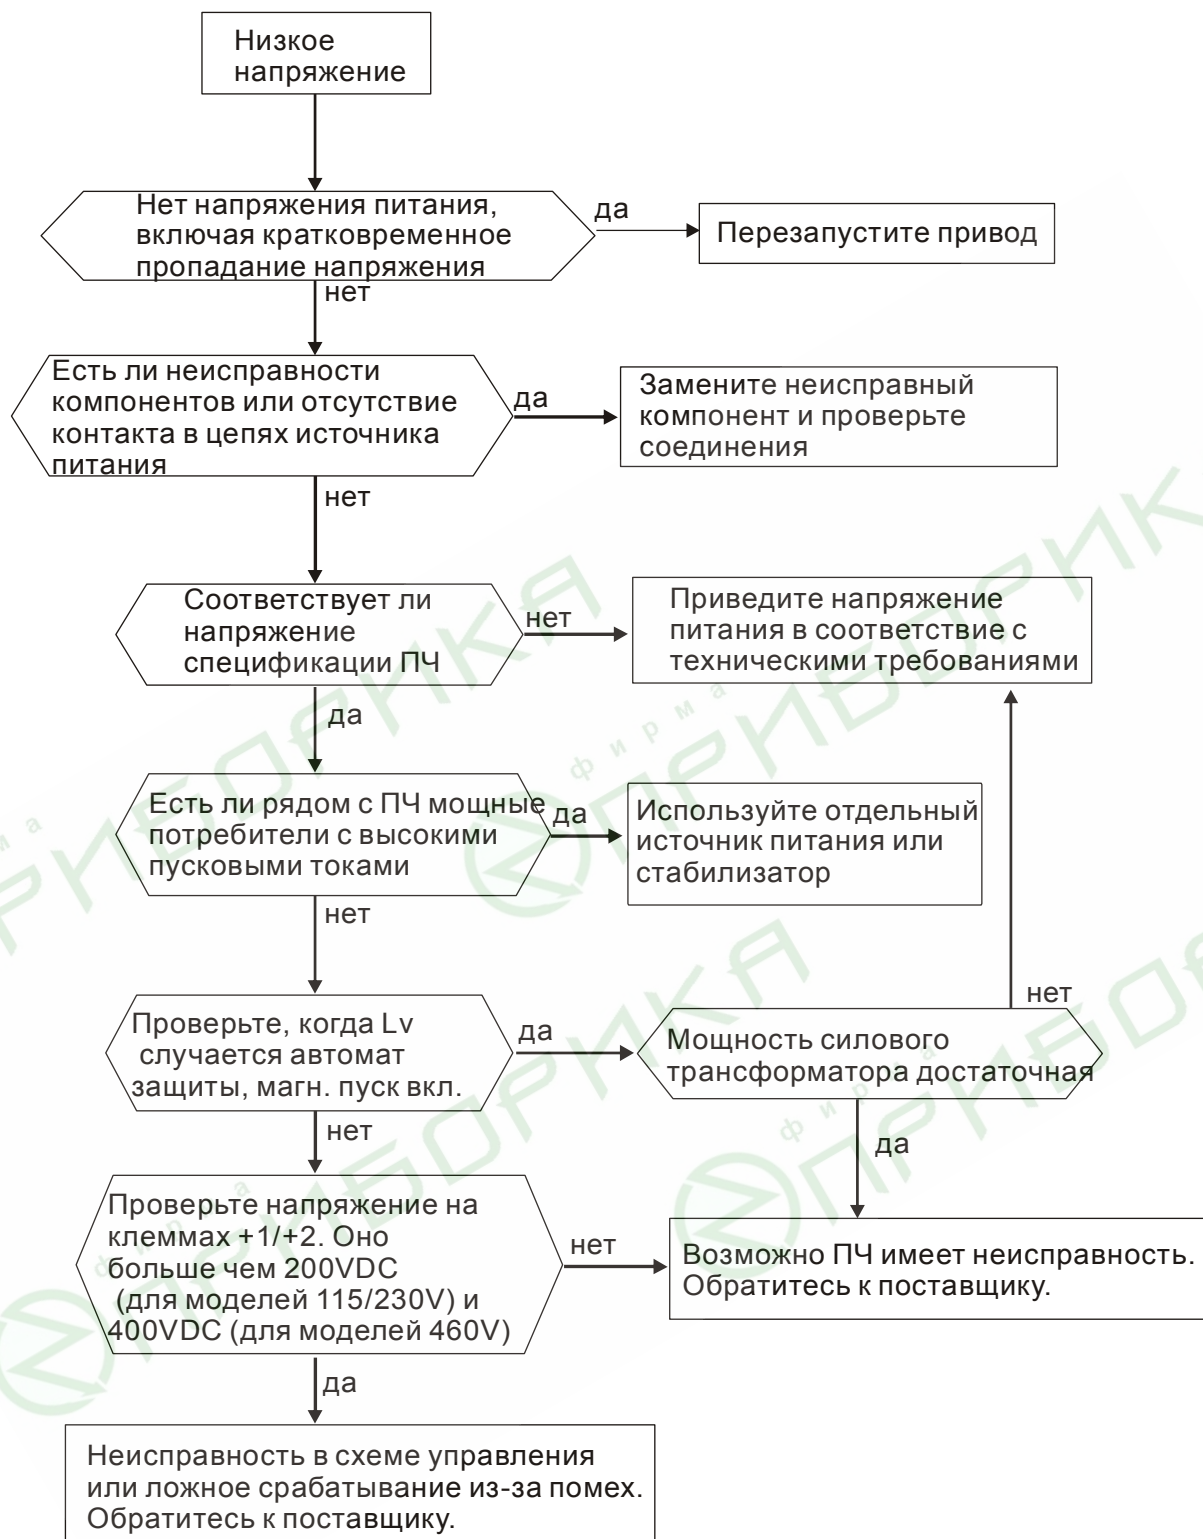 Низкое
напряжение
Нет напряжения питания,
включая кратковременное
пропадание напряжения
да
Перезапустите привод
нет
Есть ли неисправности
компонентов или отсутствие
контакта в цепях источника
питания
да
Замените неисправный
компонент и проверьте
соединения
нет
Соответствует ли
напряжение
спецификации ПЧ
нет
Приведите напряжение
питания в соответствие с
техническими требованиями
да
Есть ли рядом с ПЧ мощные
потребители с высокими
пусковыми токами
да
Используйте отдельный
источник питания или
стабилизатор
нет
Проверьте, когда Lv
случается автомат
защиты, магн. пуск вкл.
да
Мощность силового
трансформатора достаточная
нет
да
нет
Проверьте напряжение на
клеммах +1/+2. Оно
больше чем 200VDC
(для моделей 115/230V) и
400VDC (для моделей 460V)
нет
Возможно ПЧ имеет неисправность.
Обратитесь к поставщику.
да
Неисправность в схеме управления
или ложное срабатывание из-за помех.
Обратитесь к поставщику.
фирма
ПРИБОРИКА